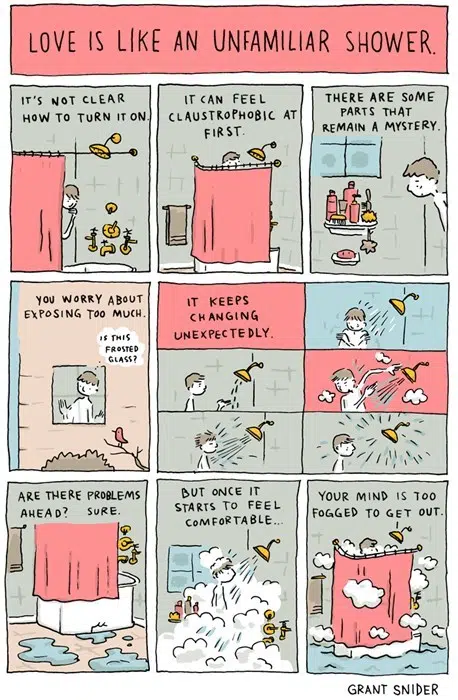 LOVE IS LIKE AN UNFAMILIAR SHOWER.
IT'S NOT CLEAR
HOW TO TURN IT ON.
IT CAN FEEL
CLAUSTROPHOBIC AT
FIRST.
THERE ARE SOME
PARTS THAT
REMAIN A MYSTERY.
YOU WORRY ABOUT
EXPOSING TOO MUCH.
IS THIS
FROSTED
GLASS?
IT KEEPS
CHANGING
UNEXPECTEDLY.
ARE THERE PROBLEMS
AHEAD? SURE.
BUT ONCE IT
STARTS TO FEEL
COMFORTABLE...
YOUR MIND IS TOO
FOGGED TO GET OUT.
GRANT SNIDER